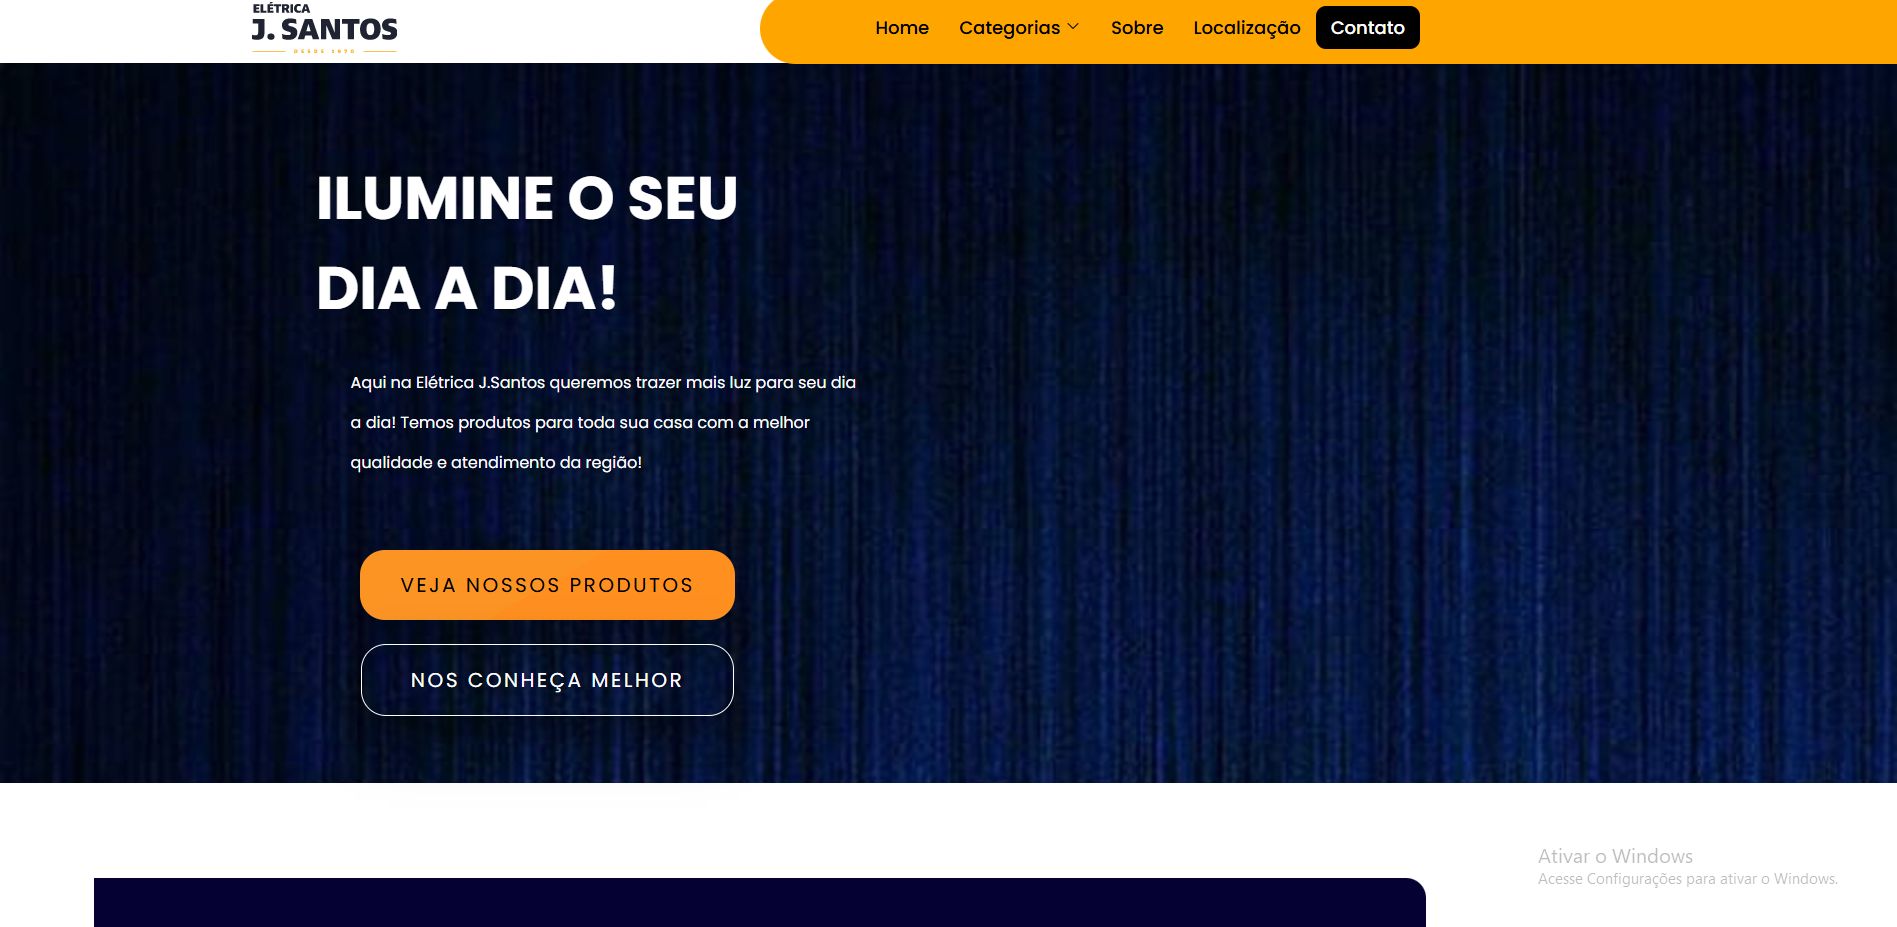 ELÉTRICA
J. SANTOS
DESDE 1970
Home Categorias Sobre Localização Contato
ILUMINE O SEU
DIA A DIA!
Aqui na Elétrica J.Santos queremos trazer mais luz para seu dia
a dia! Temos produtos para toda sua casa com a melhor
qualidade e atendimento da região!
VEJA NOSSOS PRODUTOS
NOS CONHEÇA MELHOR
Ativar o Windows
Acesse Configurações para ativar o Windows.